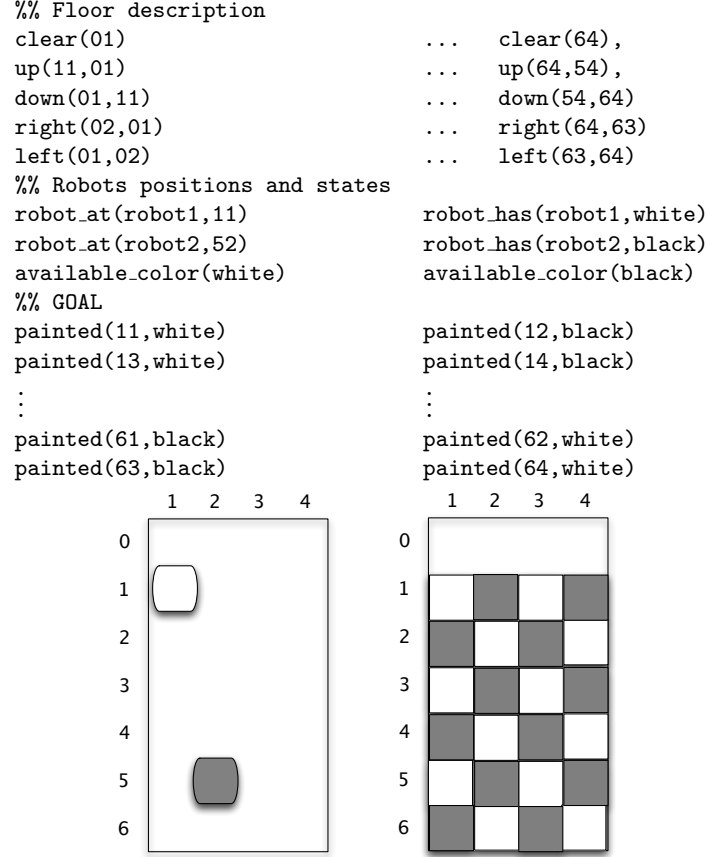 %% Floor description
clear(01) ... clear(64),
up(11,01) ... up(64,54),
down(01,11) ... down(54,64)
right(02,01) ... right(64,63)
left(01,02) ... left(63,64)
%% Robots positions and states
robot_at(robot1,11) robot_has(robot1,white)
robot_at(robot2,52) robot_has(robot2,black)
available_color(white) available_color(black)
%% GOAL
painted(11,white) painted(12,black)
painted(13,white) painted(14,black)
⋮ ⋮
painted(61,black) painted(62,white)
painted(63,black) painted(64,white)
1 2 3 4 1 2 3 4
0 0
1 1
2 2
3 3
4 4
5 5
6 6